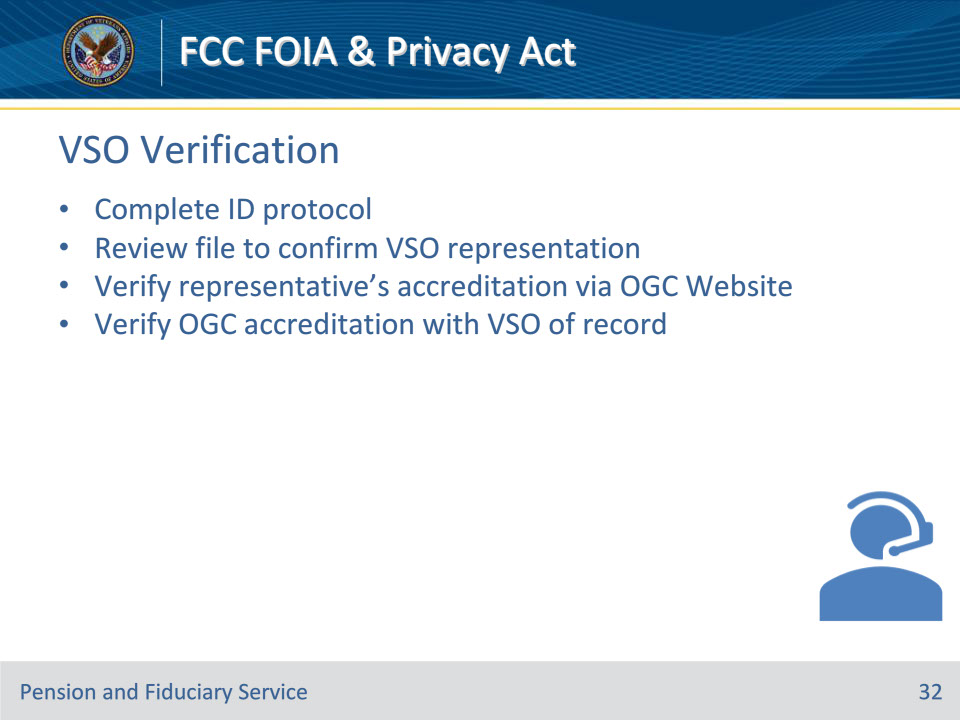 FCC FOIA & Privacy Act
VSO Verification
• Complete ID protocol
• Review file to confirm VSO representation
• Verify representative’s accreditation via OGC Website
• Verify OGC accreditation with VSO of record
Pension and Fiduciary Service
32